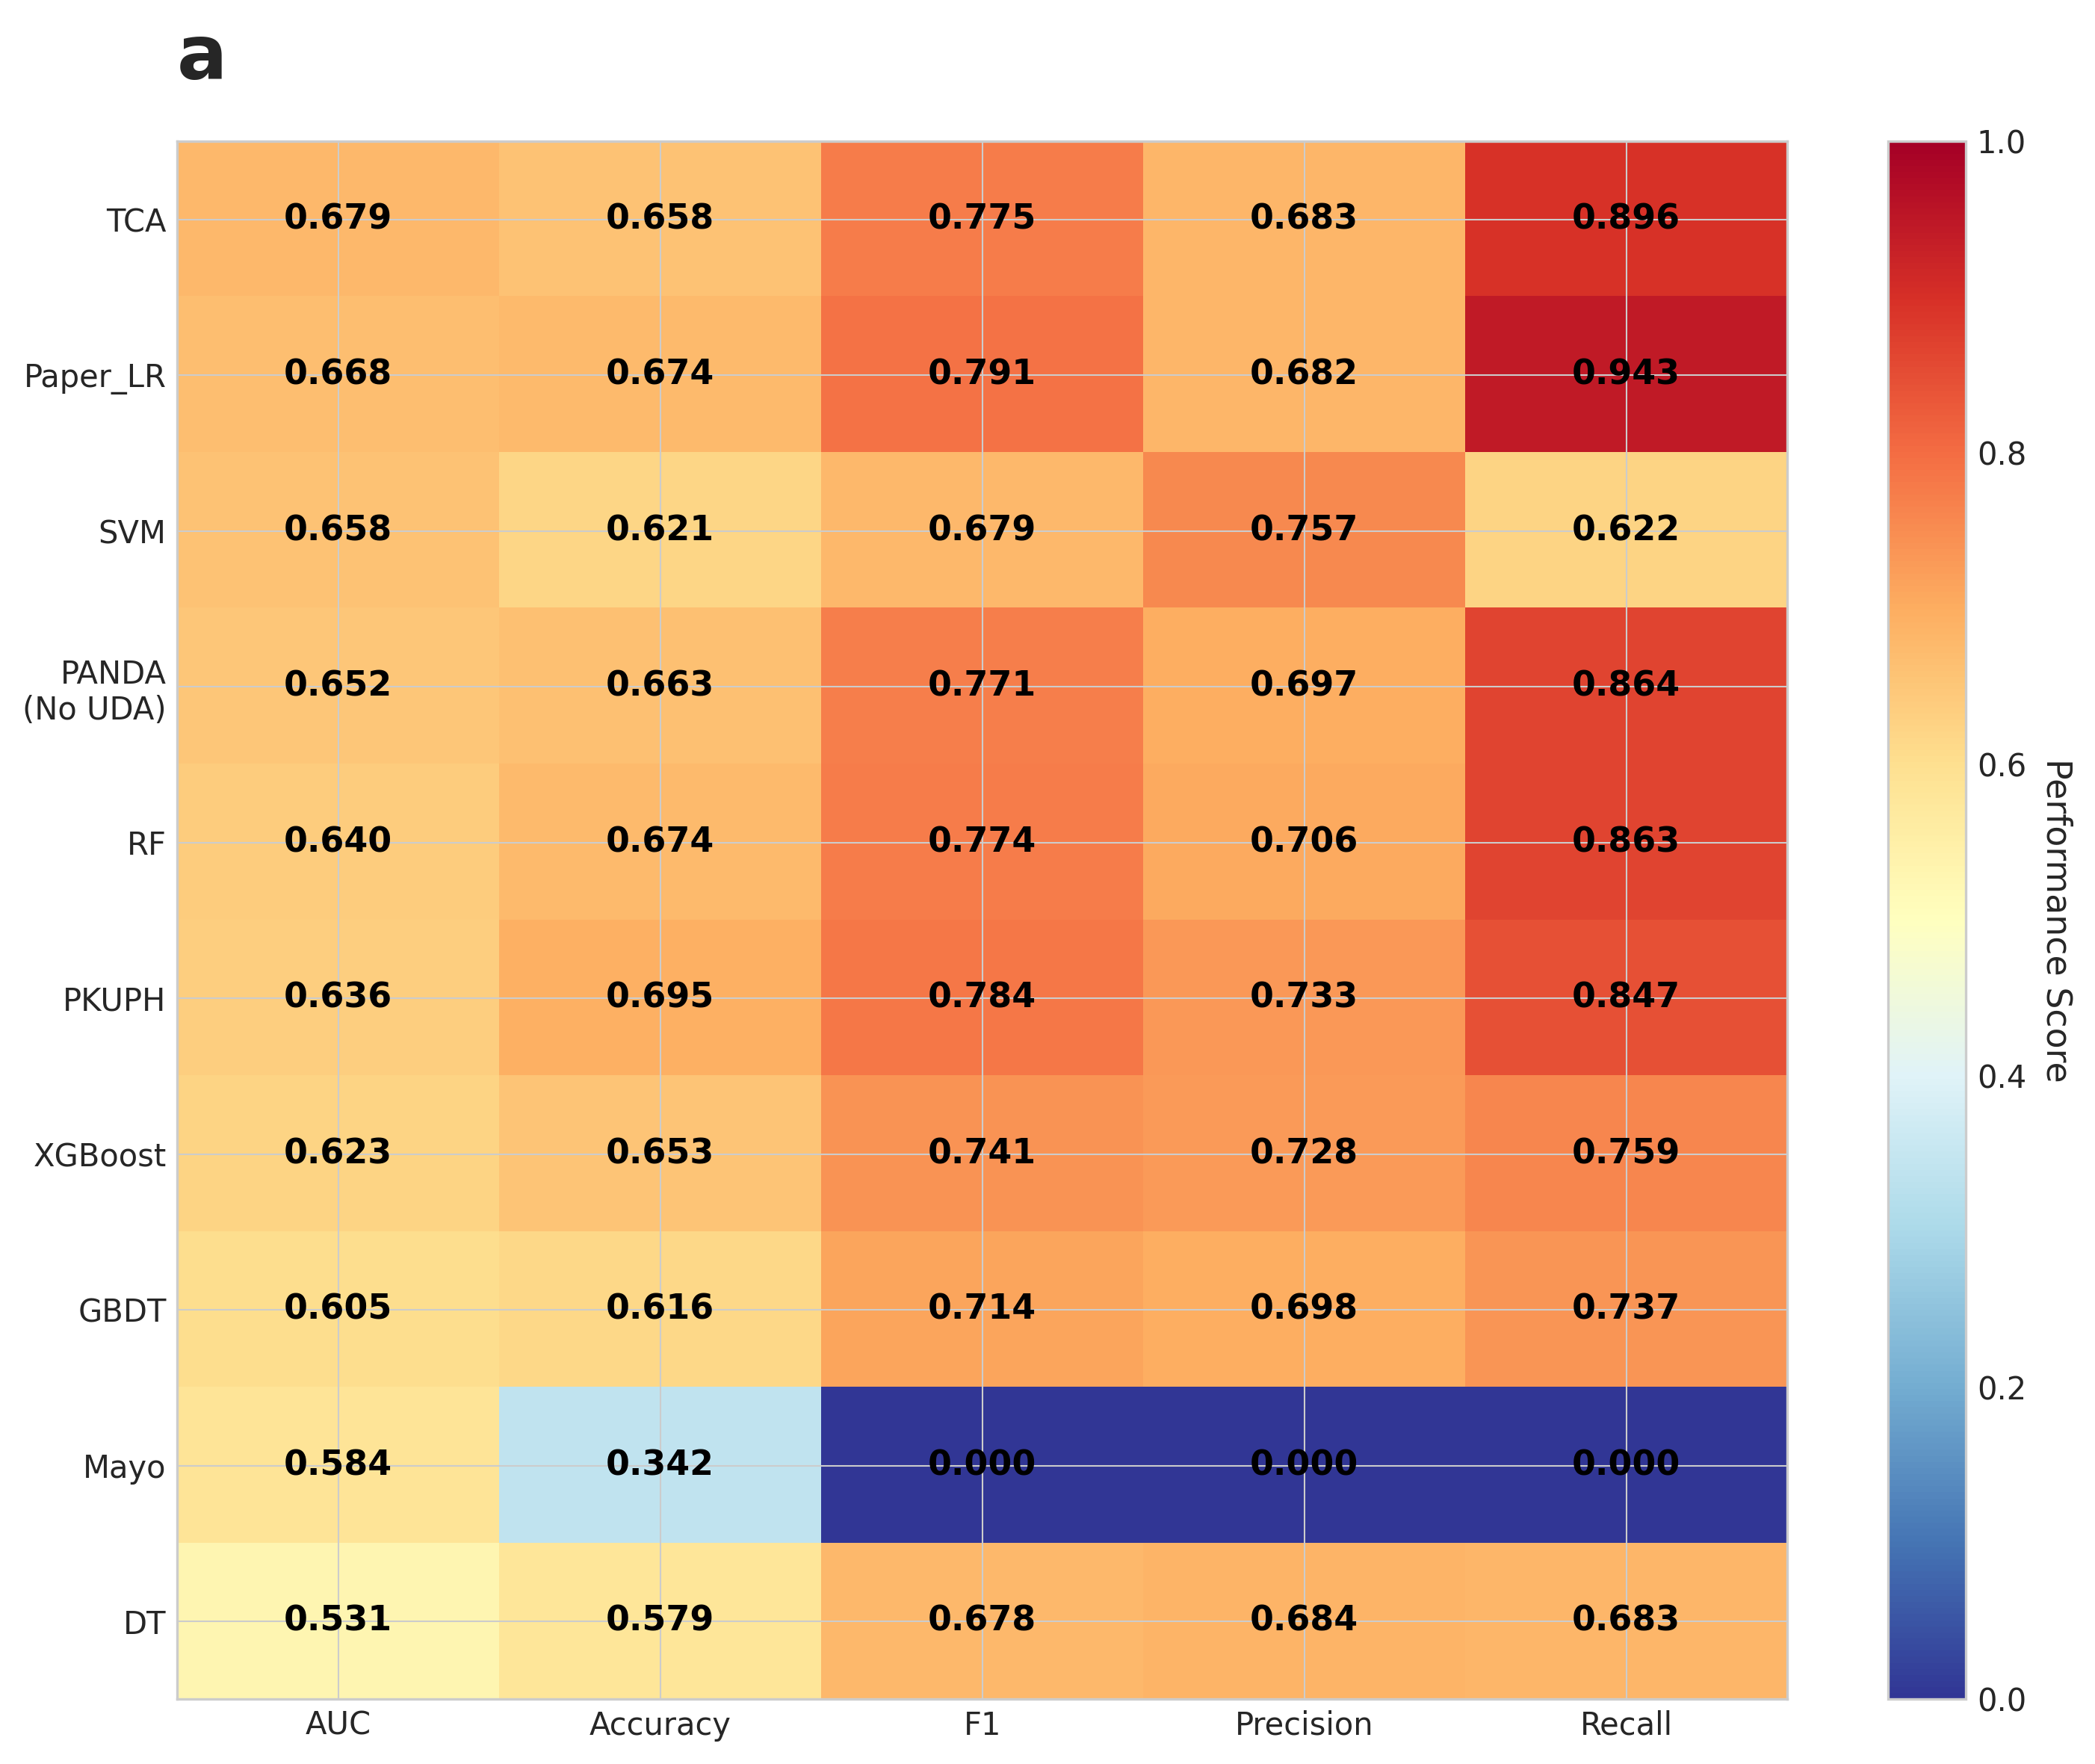 a
TCA 0.679 0.658 0.775 0.683 0.896
Paper_LR 0.668 0.674 0.791 0.682 0.943
SVM 0.658 0.621 0.679 0.757 0.622
PANDA
(No UDA) 0.652 0.663 0.771 0.697 0.864
RF 0.640 0.674 0.774 0.706 0.863
PKUPH 0.636 0.695 0.784 0.733 0.847
XGBoost 0.623 0.653 0.741 0.728 0.759
GBDT 0.605 0.616 0.714 0.698 0.737
Mayo 0.584 0.342 0.000 0.000 0.000
DT 0.531 0.579 0.678 0.684 0.683
AUC Accuracy F1 Precision Recall
1.0
0.8
0.6
0.4
0.2
0.0
Performance Score